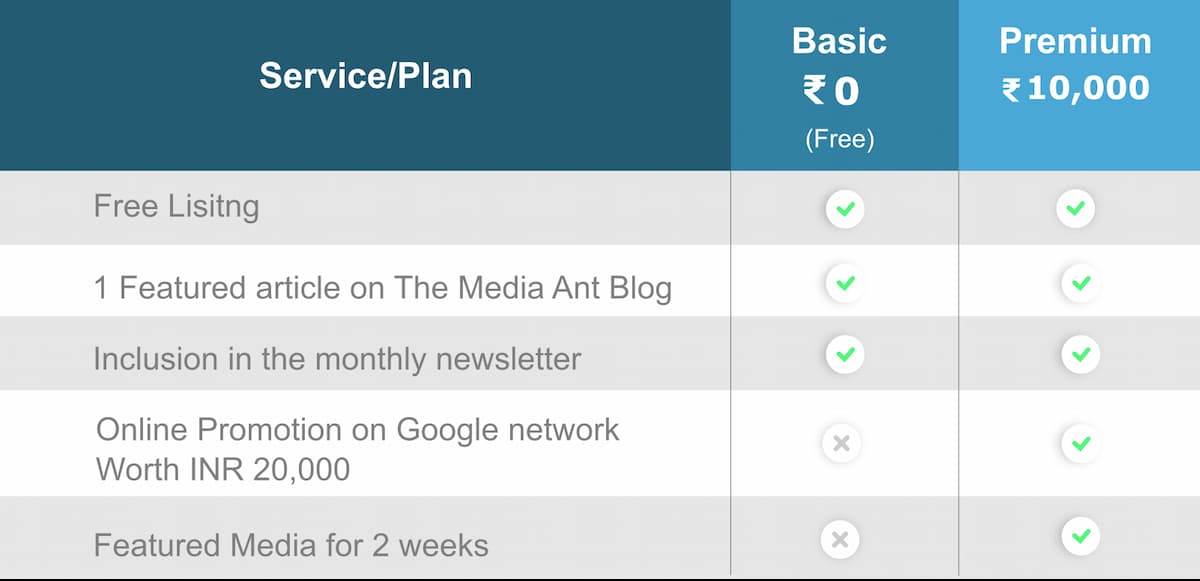 Service/Plan
Basic
₹0
(Free)
Premium
₹10,000
Free Lisitng
1 Featured article on The Media Ant Blog
Inclusion in the monthly newsletter
Online Promotion on Google network
Worth INR 20,000
Featured Media for 2 weeks